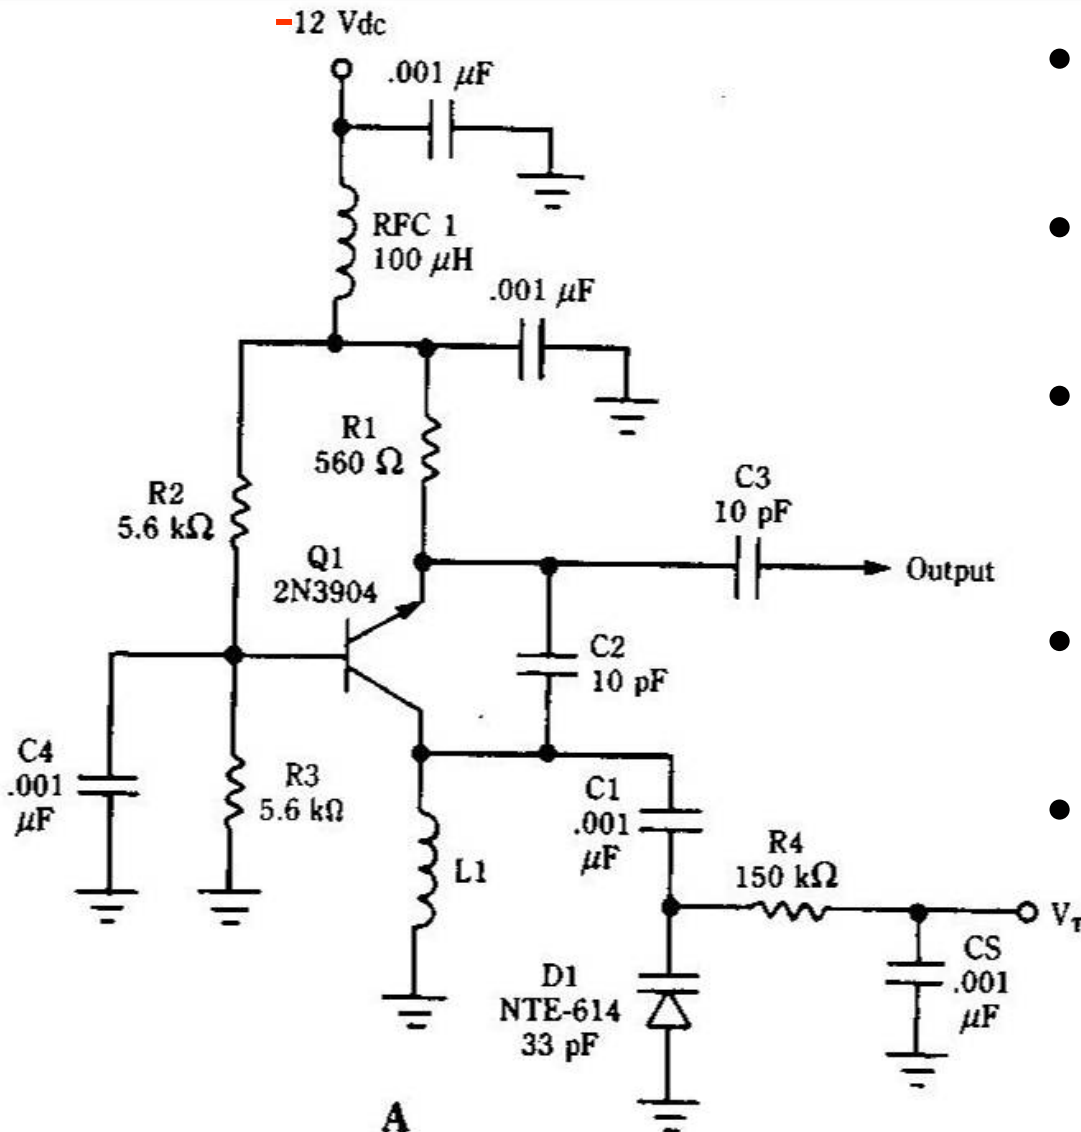 -12 Vdc
.001 μF
RFC 1
100 μH
.001 μF
R1
560 Ω
R2
5.6 kΩ
C3
10 pF
Output
Q1
2N3904
C2
10 pF
C4
.001
μF
R3
5.6 kΩ
L1
C1
.001
μF
R4
150 kΩ
VT
CS
.001
μF
D1
NTE-614
33 pF
A